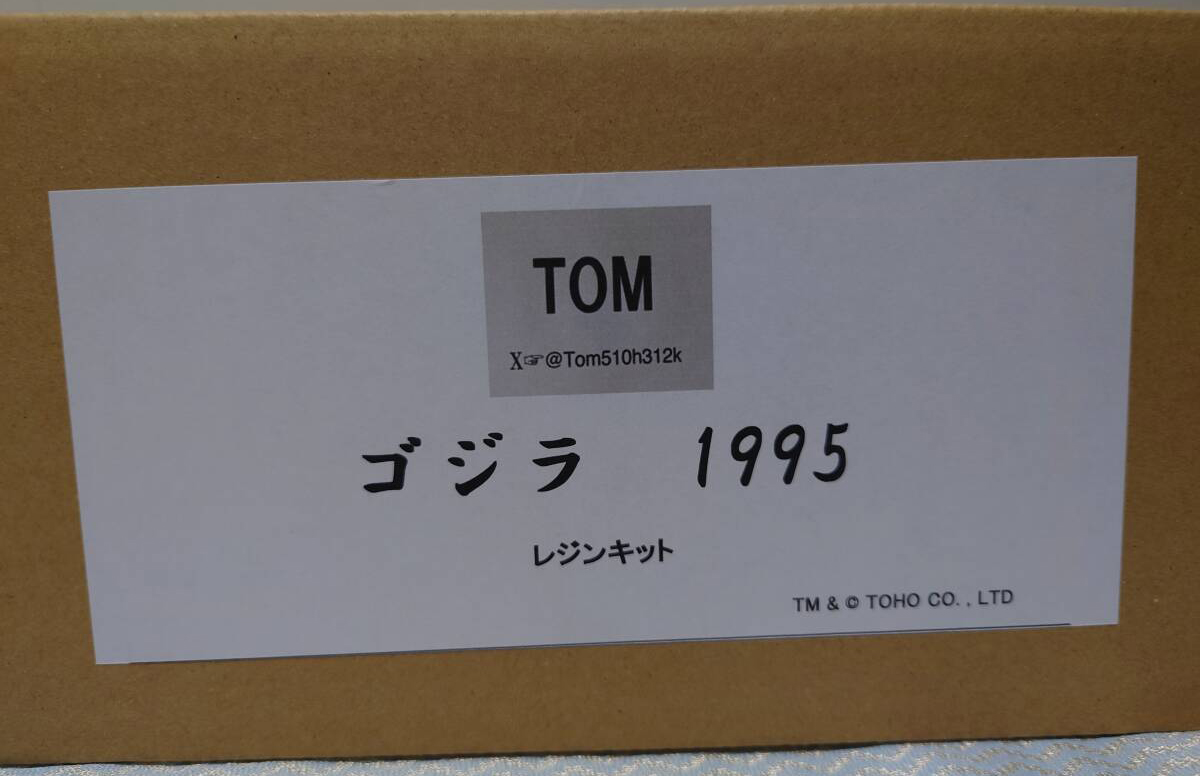 TOM
X☞@Tom510h312k
ゴジラ 1995
レジンキット
TM & © TOHO CO. , LTD